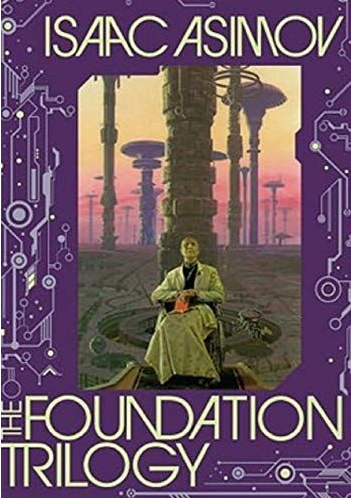 ISAAC ASIMOV
THE FOUNDATION
TRILOGY